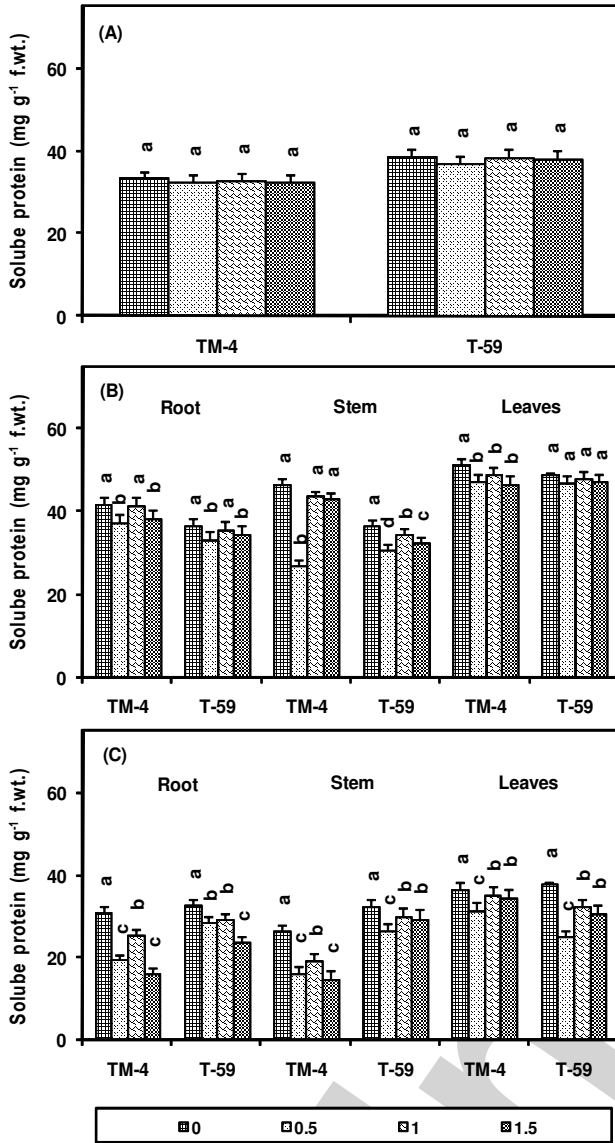 (A)
Solube protein (mg g⁻¹ f.wt.)
60
40
20
0
a a a a a a a a
TM-4 T-59
(B)
Root Stem Leaves
Solube protein (mg g⁻¹ f.wt.)
60
40
20
0
a b a b a b a b a b a a a d b c a b b b a a a a
TM-4 T-59 TM-4 T-59 TM-4 T-59
(C)
Root Stem Leaves
Solube protein (mg g⁻¹ f.wt.)
60
40
20
0
a c b c a b b c a c b c a c b b a c b b a c b b
TM-4 T-59 TM-4 T-59 TM-4 T-59
0 0.5 1 1.5